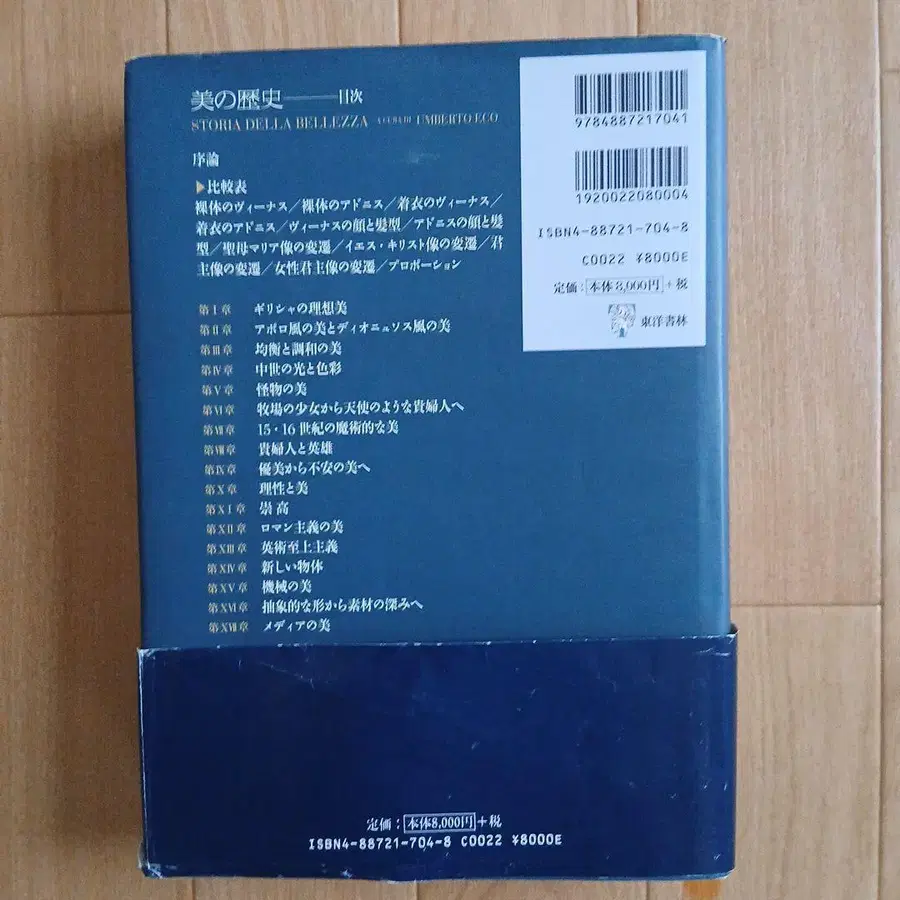 美の歴史――目次
STORIA DELLA BELLEZZA A CURA DI UMBERTO ECO
序論
▶比較表
裸体のヴィーナス／裸体のアドニス／着衣のヴィーナス／
着衣のアドニス／ヴィーナスの顔と髪型／アドニスの顔と髪
型／聖母マリア像の変遷／イエス・キリスト像の変遷／君
主像の変遷／女性君主像の変遷／プロポーション
第Ⅰ章 ギリシャの理想美
第Ⅱ章 アポロ風の美とディオニュソス風の美
第Ⅲ章 均衡と調和の美
第Ⅳ章 中世の光と色彩
第Ⅴ章 怪物の美
第Ⅵ章 牧場の少女から天使のような貴婦人へ
第Ⅶ章 15・16世紀の魔術的な美
第Ⅷ章 貴婦人と英雄
第Ⅸ章 優美から不安の美へ
第Ⅹ章 理性と美
第ⅩⅠ章 崇高
第ⅩⅡ章 ロマン主義の美
第ⅩⅢ章 芸術至上主義
第ⅩⅣ章 新しい物体
第ⅩⅤ章 機械の美
第ⅩⅥ章 抽象的な形から素材の深みへ
第ⅩⅦ章 メディアの美
9784887217041
1920022080004
ISBN4-88721-704-8
C0022 ¥8000E
定価：本体8,000円+税
東洋書林
定価：本体8,000円+税
ISBN4-88721-704-8 C0022 ¥8000E